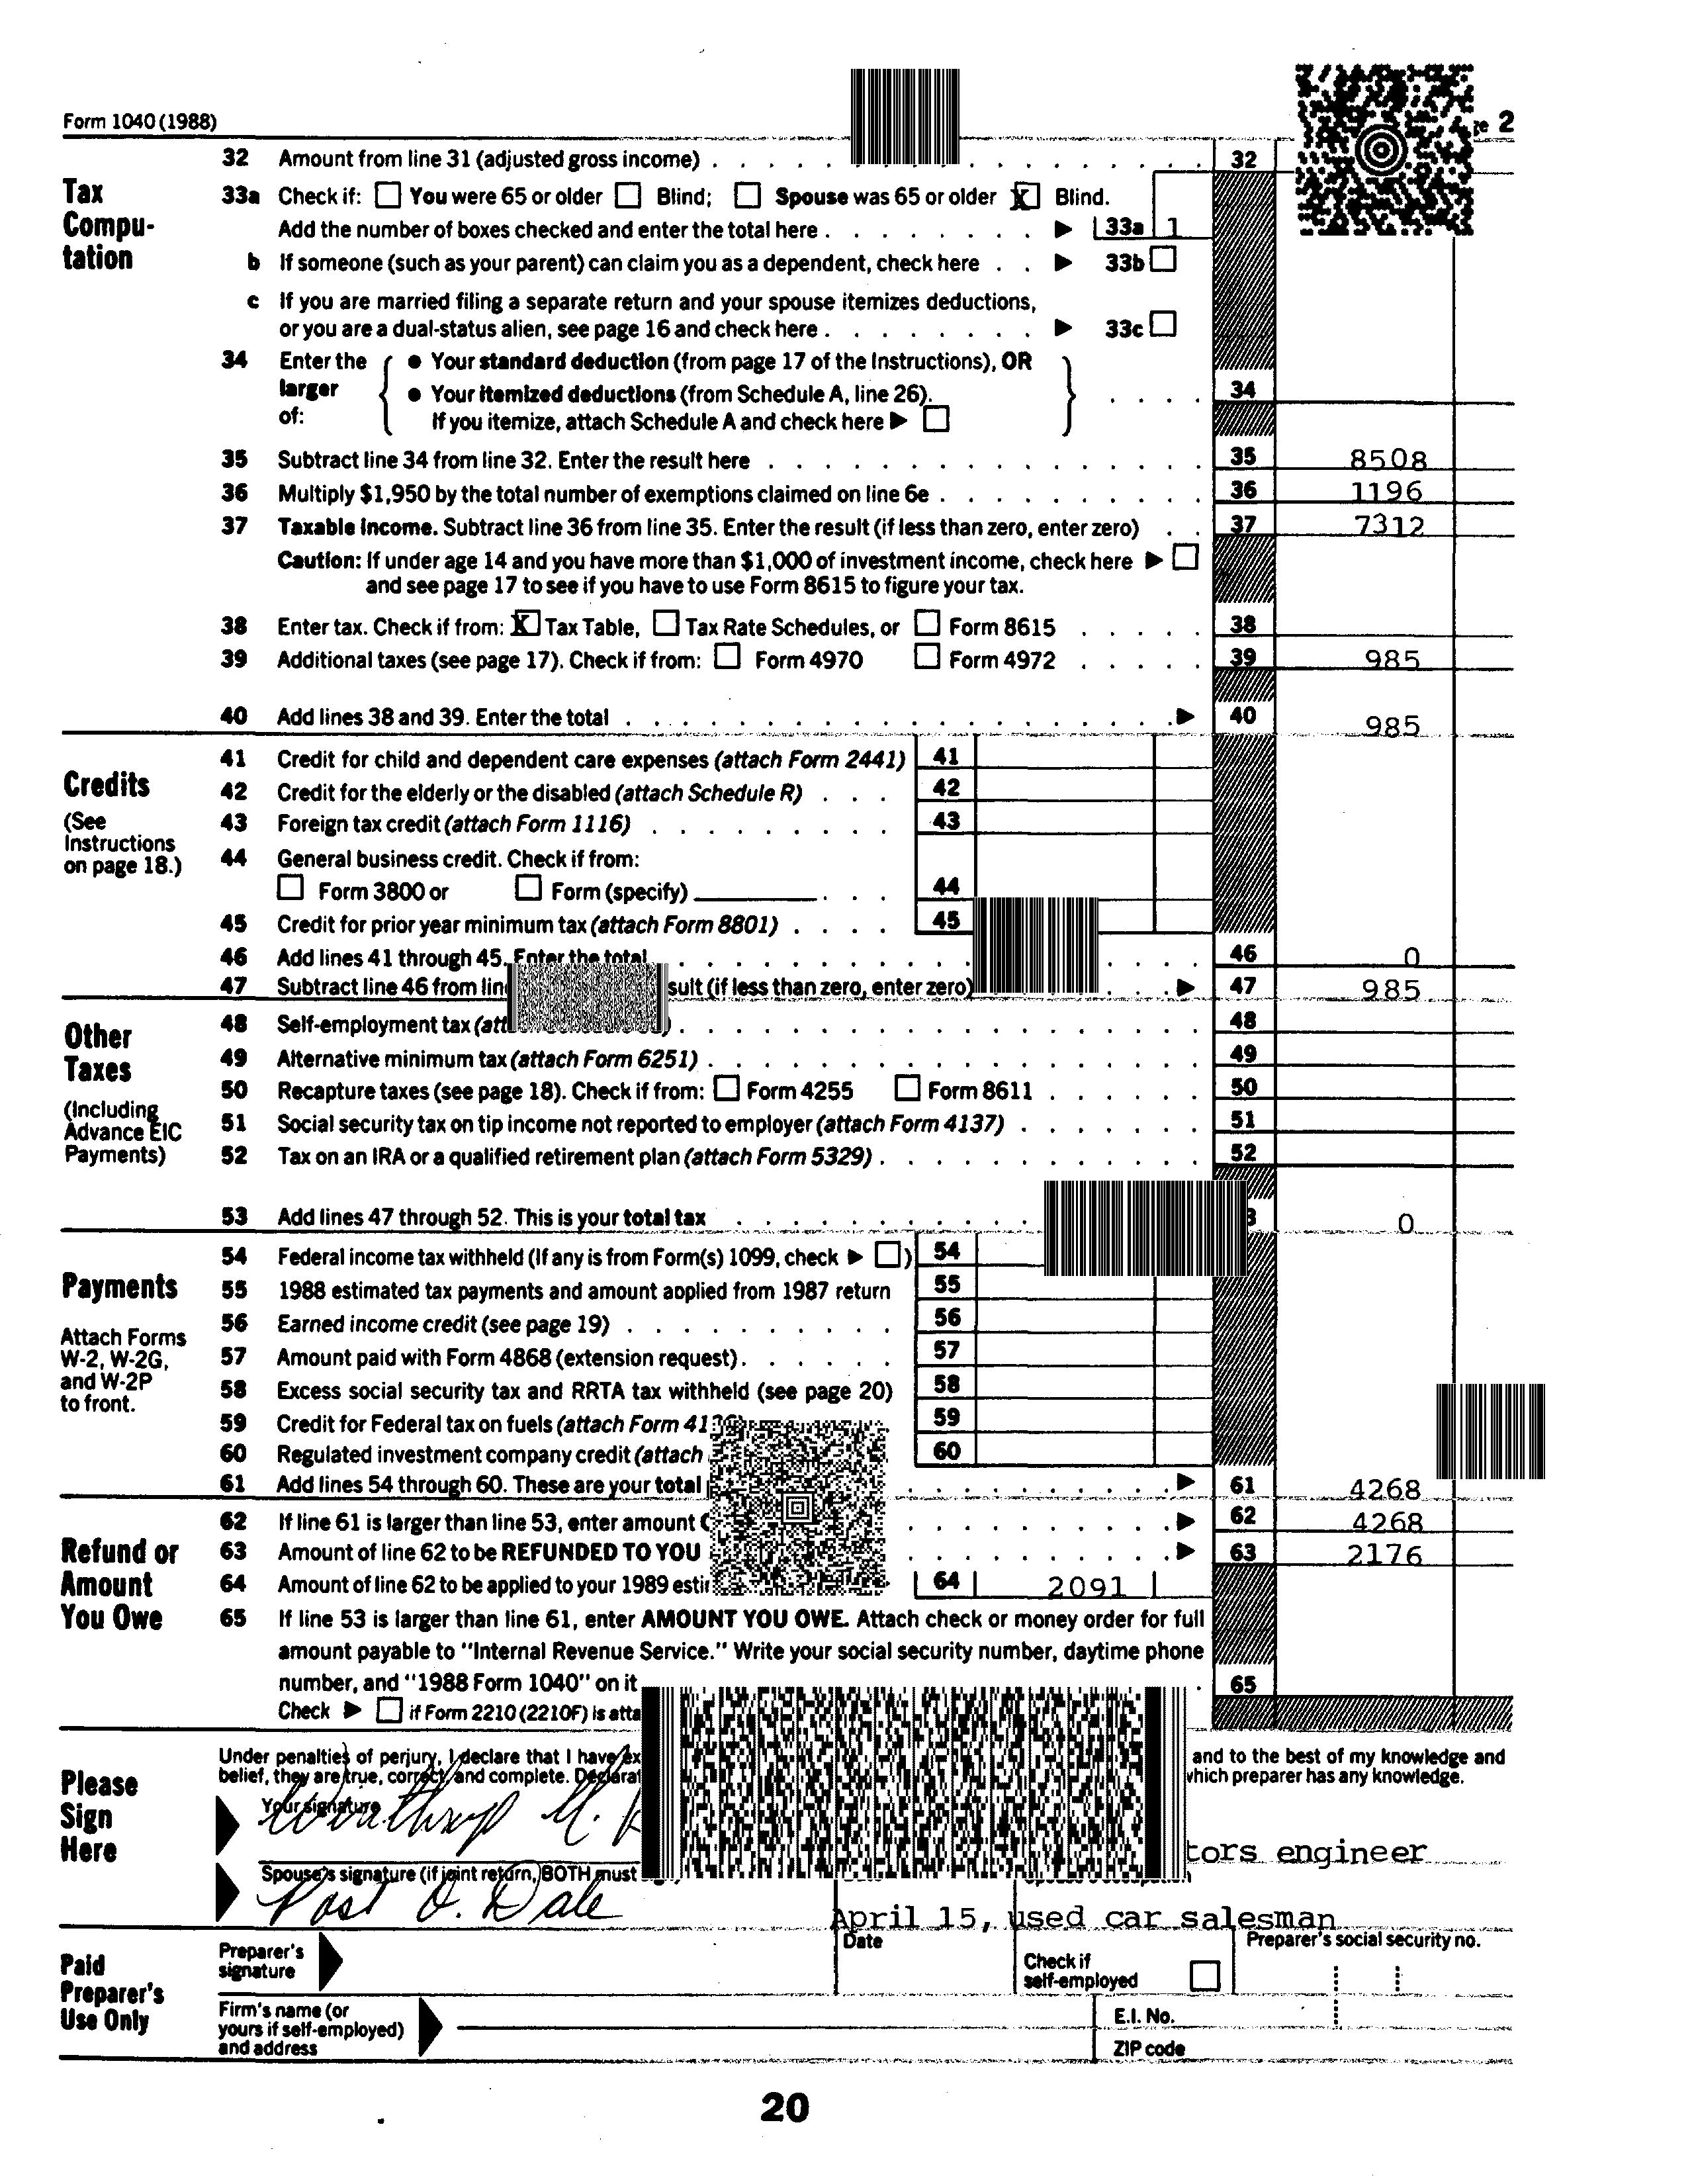 Form 1040 (1988)
2
32 Amount from line 31 (adjusted gross income) 32
Tax Compu- tation
33a Check if: You were 65 or older Blind; Spouse was 65 or older X Blind.
Add the number of boxes checked and enter the total here 33a 1
b If someone (such as your parent) can claim you as a dependent, check here 33b
c If you are married filing a separate return and your spouse itemizes deductions,
or you are a dual-status alien, see page 16 and check here 33c
34 Enter the larger of:
• Your standard deduction (from page 17 of the Instructions), OR
• Your itemized deductions (from Schedule A, line 26).
If you itemize, attach Schedule A and check here 34
35 Subtract line 34 from line 32. Enter the result here 35 8508
36 Multiply $1,950 by the total number of exemptions claimed on line 6e 36 1196
37 Taxable income. Subtract line 36 from line 35. Enter the result (if less than zero, enter zero) 37 7312
Caution: If under age 14 and you have more than $1,000 of investment income, check here
and see page 17 to see if you have to use Form 8615 to figure your tax.
38 Enter tax. Check if from: X Tax Table, Tax Rate Schedules, or Form 8615 38
39 Additional taxes (see page 17). Check if from: Form 4970 Form 4972 39 985
40 Add lines 38 and 39. Enter the total 40 985
Credits
(See Instructions on page 18.)
41 Credit for child and dependent care expenses (attach Form 2441) 41
42 Credit for the elderly or the disabled (attach Schedule R) 42
43 Foreign tax credit (attach Form 1116) 43
44 General business credit. Check if from:
Form 3800 or Form (specify) 44
45 Credit for prior year minimum tax (attach Form 8801) 45
46 Add lines 41 through 45. Enter the total 46 0
47 Subtract line 46 from (if less than zero, enter zero) 47 985
Other Taxes
(Including Advance EIC Payments)
48 Self-employment tax 48
49 Alternative minimum tax (attach Form 6251) 49
50 Recapture taxes (see page 18). Check if from: Form 4255 Form 8611 50
51 Social security tax on tip income not reported to employer (attach Form 4137) 51
52 Tax on an IRA or a qualified retirement plan (attach Form 5329) 52
53 Add lines 47 through 52. This is your total tax 0
Payments
Attach Forms W-2, W-2G, and W-2P to front.
54 Federal income tax withheld (If any is from Form(s) 1099, check ) 54
55 1988 estimated tax payments and amount applied from 1987 return 55
56 Earned income credit (see page 19) 56
57 Amount paid with Form 4868 (extension request) 57
58 Excess social security tax and RRTA tax withheld (see page 20) 58
59 Credit for Federal tax on fuels (attach Form 59
60 Regulated investment company credit (attach 60
61 Add lines 54 through 60. These are your total 61 4268
Refund or Amount You Owe
62 If line 61 is larger than line 53, enter amount 62 4268
63 Amount of line 62 to be REFUNDED TO YOU 63 2176
64 Amount of line 62 to be applied to your 1989 64 2091
65 If line 53 is larger than line 61, enter AMOUNT YOU OWE. Attach check or money order for full
amount payable to "Internal Revenue Service." Write your social security number, daytime phone
number, and "1988 Form 1040" on it 65
Check if Form 2210 (2210F) is
Please Sign Here
Under penalties of perjury, I declare that I have and to the best of my knowledge and
belief, they are true, correct, and complete. which preparer has any knowledge.
Your signature
engineer
Spouse's signature (if joint return, BOTH must
O. Dale
April 15, used car salesman
Paid Preparer's Use Only
Preparer's signature
Date
Check if self-employed
Preparer's social security no.
Firm's name (or yours if self-employed) and address
E.I. No.
ZIP code
20